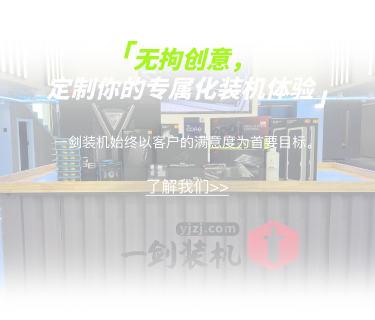 「无拘创意，
定制你的专属化装机体验」
一剑装机始终以客户的满意度为首要目标。
了解我们>>
yjzj.com
一剑装机